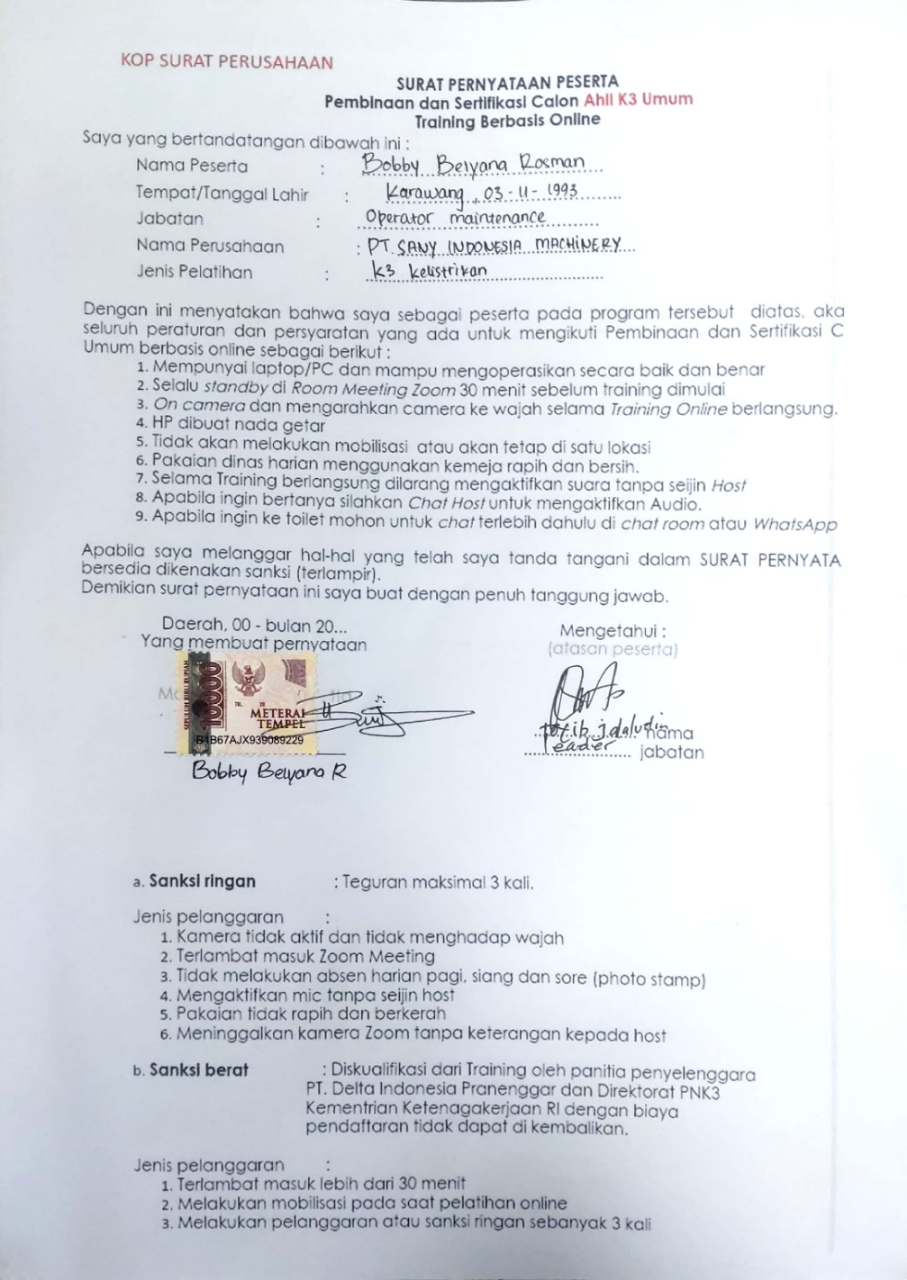 KOP SURAT PERUSAHAAN
SURAT PERNYATAAN PESERTA
Pembinaan dan Sertifikasi Calon Ahli K3 Umum
Training Berbasis Online
Saya yang bertandatangan dibawah ini :
Nama Peserta : Bobby Belyana Rosman
Tempat/Tanggal Lahir : Karawang, 03-11-1993
Jabatan : Operator maintenance
Nama Perusahaan : PT. SANY INDONESIA MACHINERY
Jenis Pelatihan : K3 Kelistrikan
Dengan ini menyatakan bahwa saya sebagai peserta pada program tersebut diatas, aka
seluruh peraturan dan persyaratan yang ada untuk mengikuti Pembinaan dan Sertifikasi C
Umum berbasis online sebagai berikut :
1. Mempunyai laptop/PC dan mampu mengoperasikan secara baik dan benar
2. Selalu standby di Room Meeting Zoom 30 menit sebelum training dimulai
3. On camera dan mengarahkan camera ke wajah selama Training Online berlangsung.
4. HP dibuat nada getar
5. Tidak akan melakukan mobilisasi atau akan tetap di satu lokasi
6. Pakaian dinas harian menggunakan kemeja rapih dan bersih.
7. Selama Training berlangsung dilarang mengaktifkan suara tanpa seijin Host
8. Apabila ingin bertanya silahkan Chat Host untuk mengaktifkan Audio.
9. Apabila ingin ke toilet mohon untuk chat terlebih dahulu di chat room atau WhatsApp
Apabila saya melanggar hal-hal yang telah saya tanda tangani dalam SURAT PERNYATA
bersedia dikenakan sanksi (terlampir).
Demikian surat pernyataan ini saya buat dengan penuh tanggung jawab.
Daerah, 00 - bulan 20... Mengetahui :
Yang membuat pernyataan (atasan peserta)
SEPULUH RIBU RUPIAH
10000
TGL. 20
METERAI
TEMPEL
B1B67AJX939089229
nama
Leader jabatan
Bobby Belyana R
a. Sanksi ringan : Teguran maksimal 3 kali.
Jenis pelanggaran :
1. Kamera tidak aktif dan tidak menghadap wajah
2. Terlambat masuk Zoom Meeting
3. Tidak melakukan absen harian pagi, siang dan sore (photo stamp)
4. Mengaktifkan mic tanpa seijin host
5. Pakaian tidak rapih dan berkerah
6. Meninggalkan kamera Zoom tanpa keterangan kepada host
b. Sanksi berat : Diskualifikasi dari Training oleh panitia penyelenggara
PT. Delta Indonesia Pranenggar dan Direktorat PNK3
Kementrian Ketenagakerjaan RI dengan biaya
pendaftaran tidak dapat di kembalikan.
Jenis pelanggaran :
1. Terlambat masuk lebih dari 30 menit
2. Melakukan mobilisasi pada saat pelatihan online
3. Melakukan pelanggaran atau sanksi ringan sebanyak 3 kali